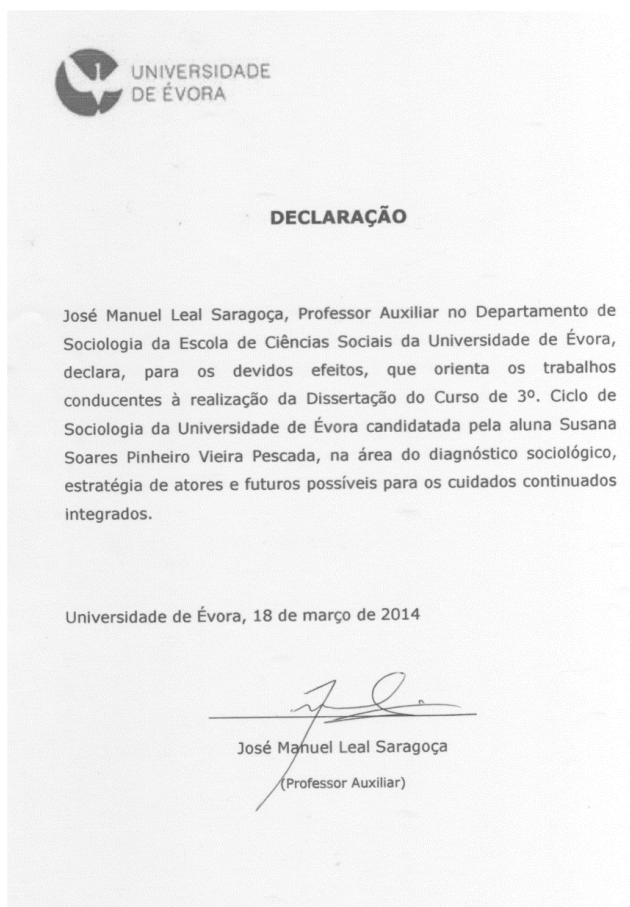 UNIVERSIDADE
DE ÉVORA
DECLARAÇÃO
José Manuel Leal Saragoça, Professor Auxiliar no Departamento de
Sociologia da Escola de Ciências Sociais da Universidade de Évora,
declara, para os devidos efeitos, que orienta os trabalhos
conducentes à realização da Dissertação do Curso de 3º. Ciclo de
Sociologia da Universidade de Évora candidatada pela aluna Susana
Soares Pinheiro Vieira Pescada, na área do diagnóstico sociológico,
estratégia de atores e futuros possíveis para os cuidados continuados
integrados.
Universidade de Évora, 18 de março de 2014
José Manuel Leal Saragoça
(Professor Auxiliar)